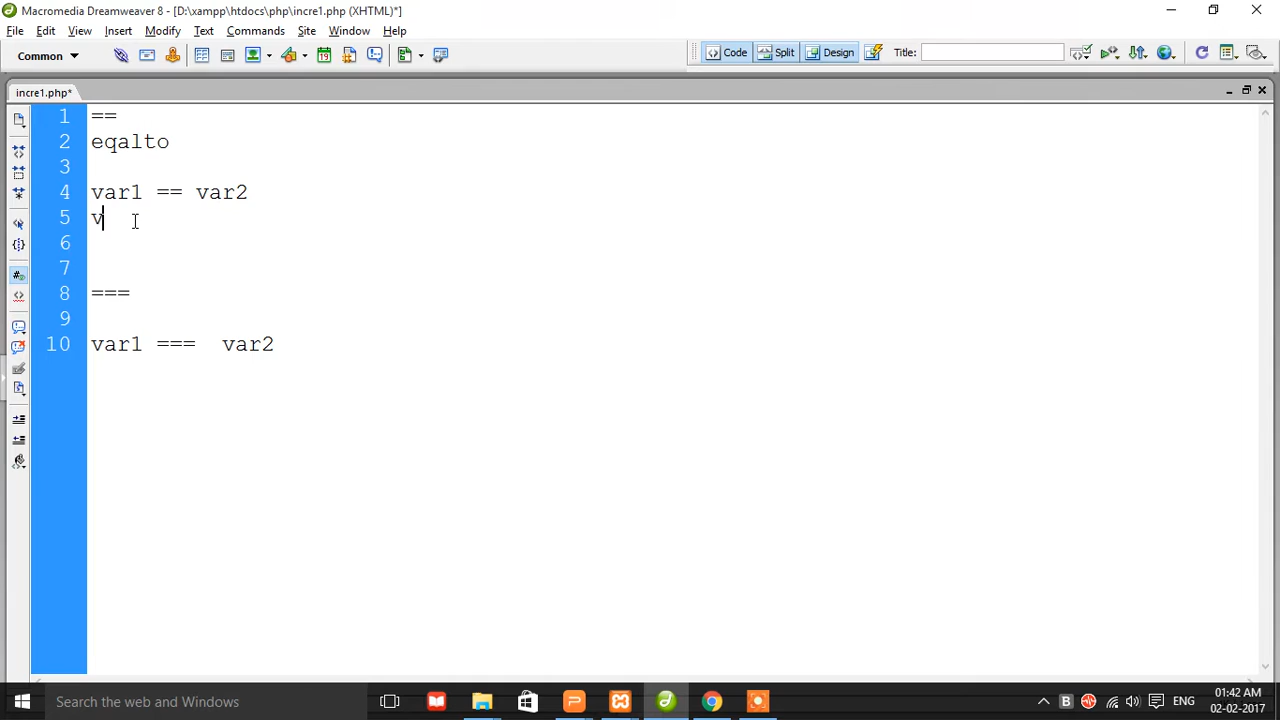 Macromedia Dreamweaver 8 - [D:\xampp\htdocs\php\incre1.php (XHTML)*]
File Edit View Insert Modify Text Commands Site Window Help
Common Code Split Design Title:
incre1.php*
1 ==
2 eqalto
3
4 var1 == var2
5 v
6
7
8 ===
9
10 var1 === var2
Search the web and Windows ENG 01:42 AM
02-02-2017